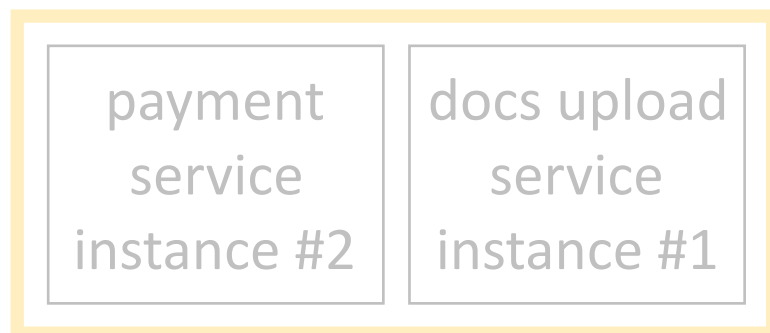 payment
service
instance #2
docs upload
service
instance #1